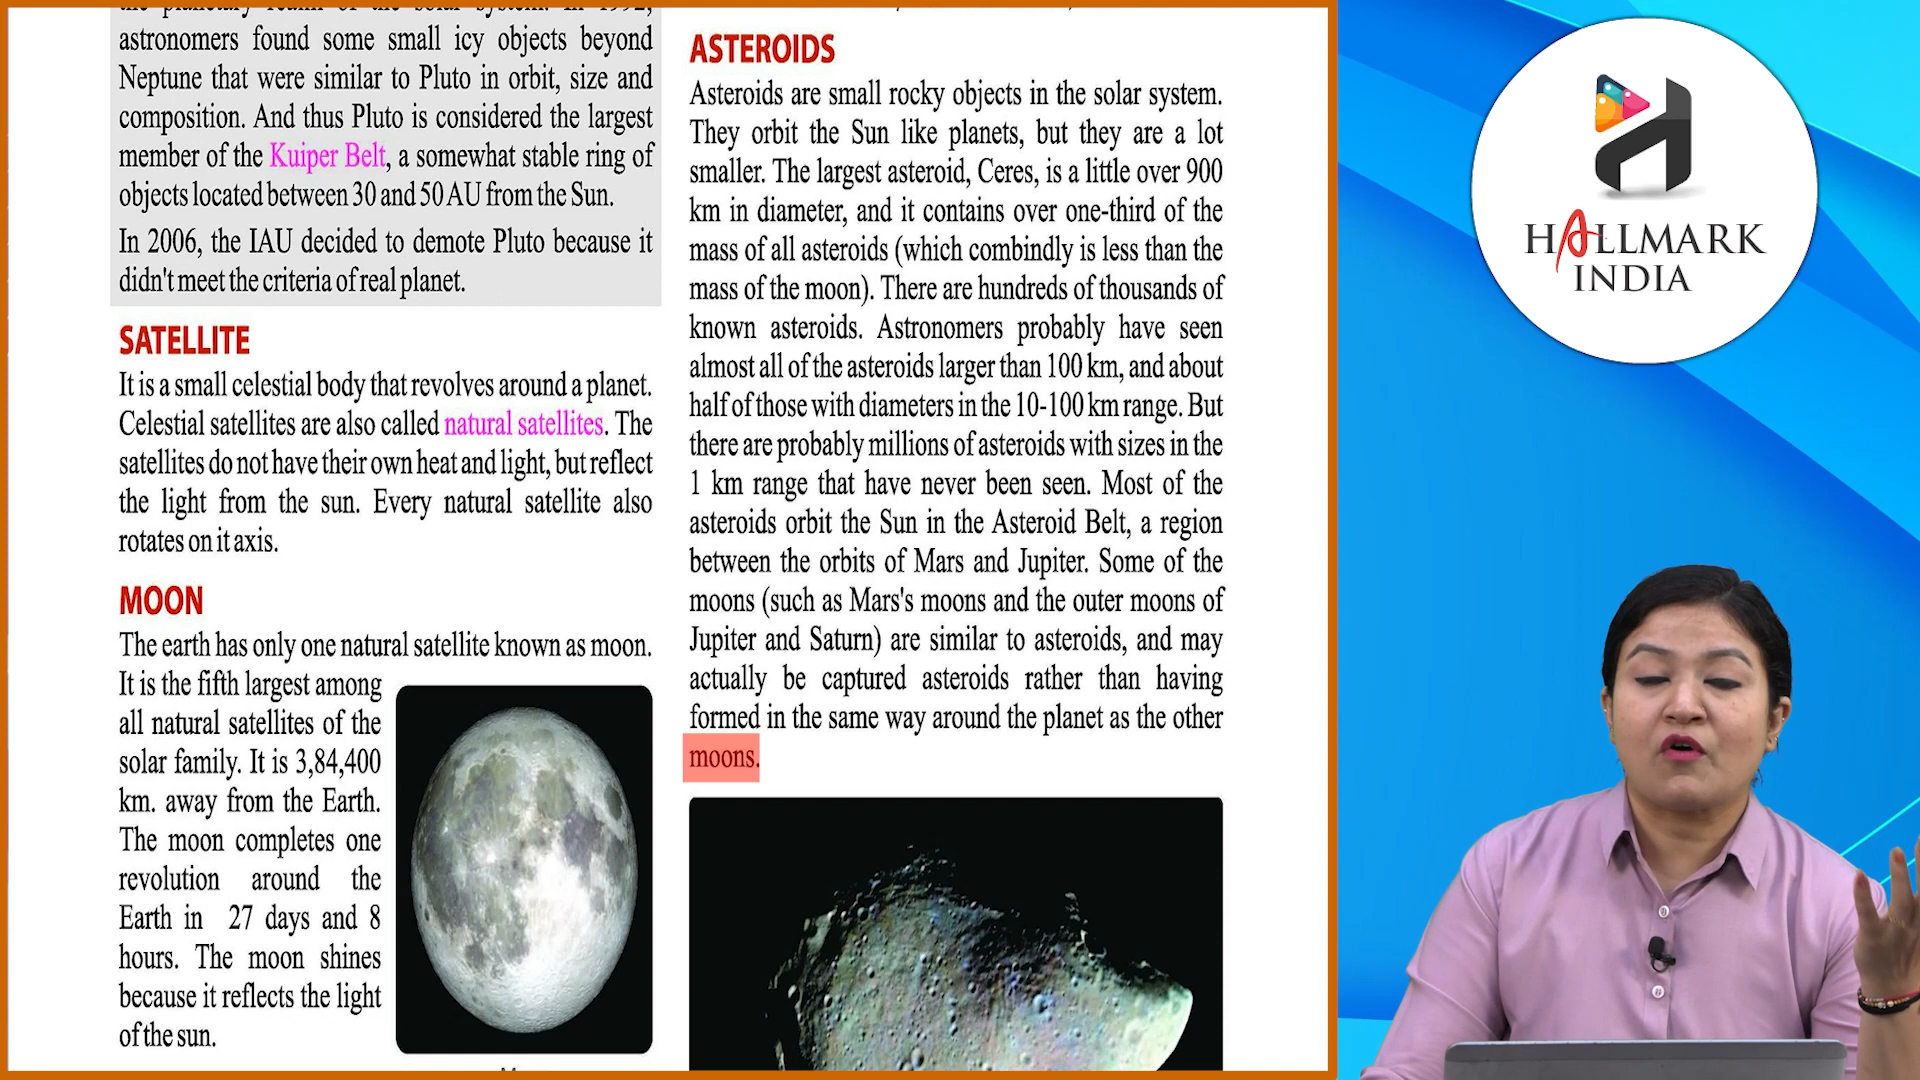 the planetary realm of the solar system. In 1992,
astronomers found some small icy objects beyond
Neptune that were similar to Pluto in orbit, size and
composition. And thus Pluto is considered the largest
member of the Kuiper Belt, a somewhat stable ring of
objects located between 30 and 50 AU from the Sun.
In 2006, the IAU decided to demote Pluto because it
didn't meet the criteria of real planet.
SATELLITE
It is a small celestial body that revolves around a planet.
Celestial satellites are also called natural satellites. The
satellites do not have their own heat and light, but reflect
the light from the sun. Every natural satellite also
rotates on it axis.
MOON
The earth has only one natural satellite known as moon.
It is the fifth largest among
all natural satellites of the
solar family. It is 3,84,400
km. away from the Earth.
The moon completes one
revolution around the
Earth in 27 days and 8
hours. The moon shines
because it reflects the light
of the sun.
ASTEROIDS
Asteroids are small rocky objects in the solar system.
They orbit the Sun like planets, but they are a lot
smaller. The largest asteroid, Ceres, is a little over 900
km in diameter, and it contains over one-third of the
mass of all asteroids (which combindly is less than the
mass of the moon). There are hundreds of thousands of
known asteroids. Astronomers probably have seen
almost all of the asteroids larger than 100 km, and about
half of those with diameters in the 10-100 km range. But
there are probably millions of asteroids with sizes in the
1 km range that have never been seen. Most of the
asteroids orbit the Sun in the Asteroid Belt, a region
between the orbits of Mars and Jupiter. Some of the
moons (such as Mars's moons and the outer moons of
Jupiter and Saturn) are similar to asteroids, and may
actually be captured asteroids rather than having
formed in the same way around the planet as the other
moons.
HALLMARK
INDIA